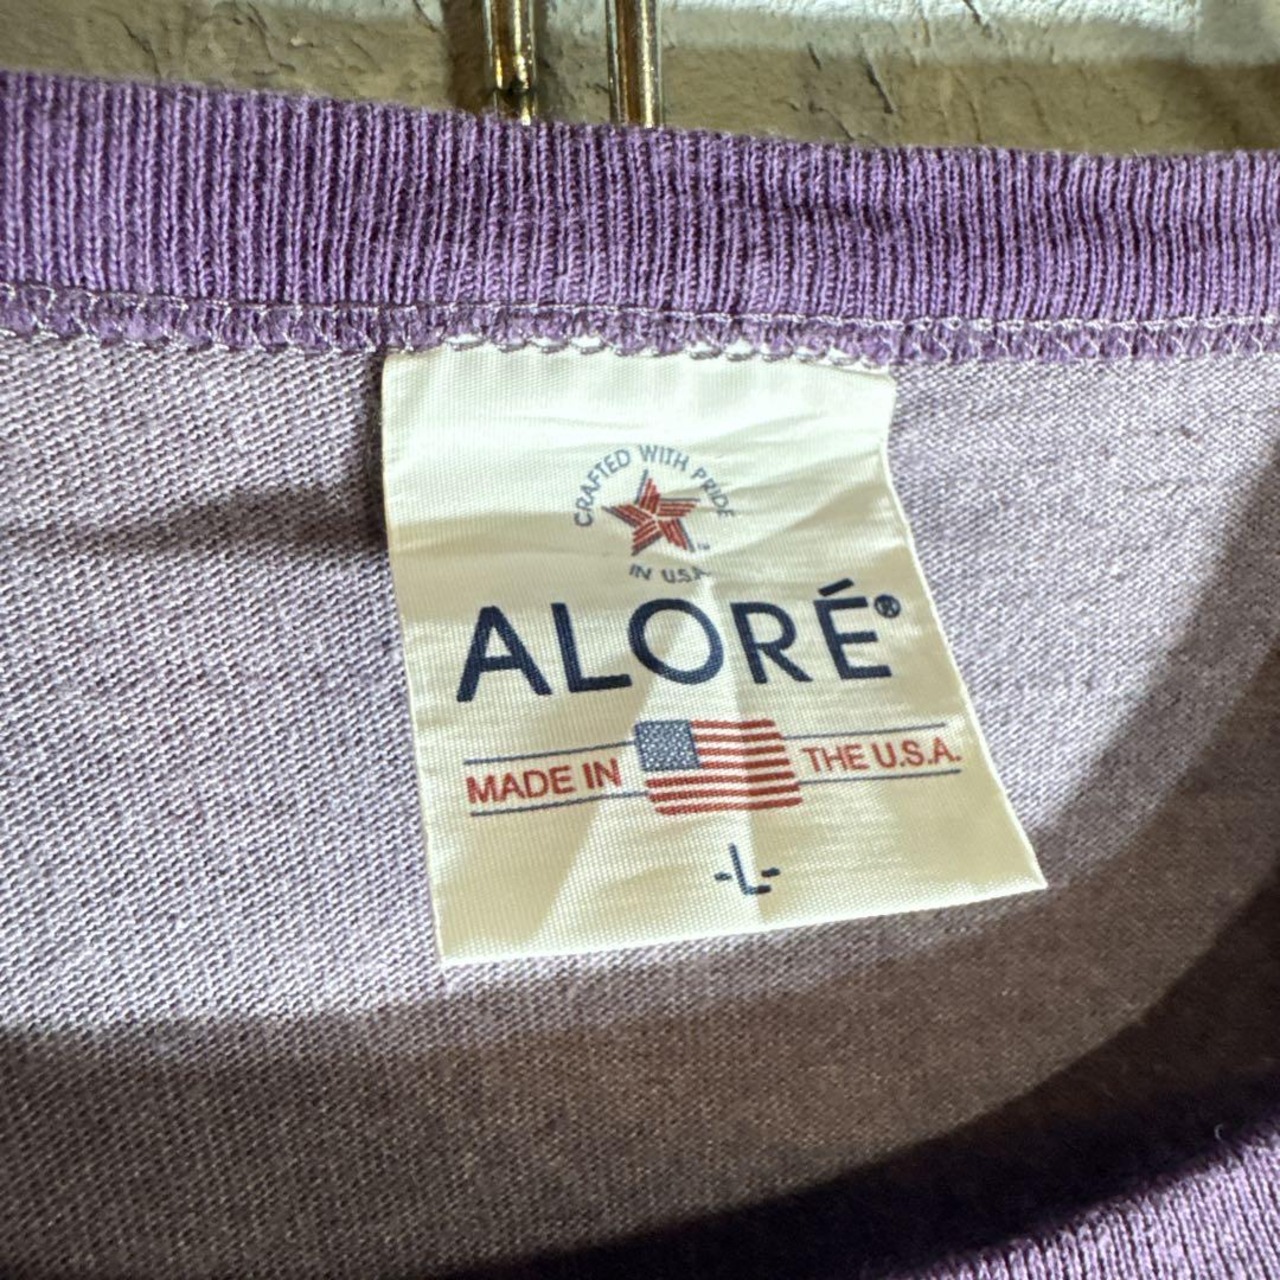 CRAFTED WITH PRIDE
IN U.S.A
ALORÉ®
MADE IN THE U.S.A.
-L-